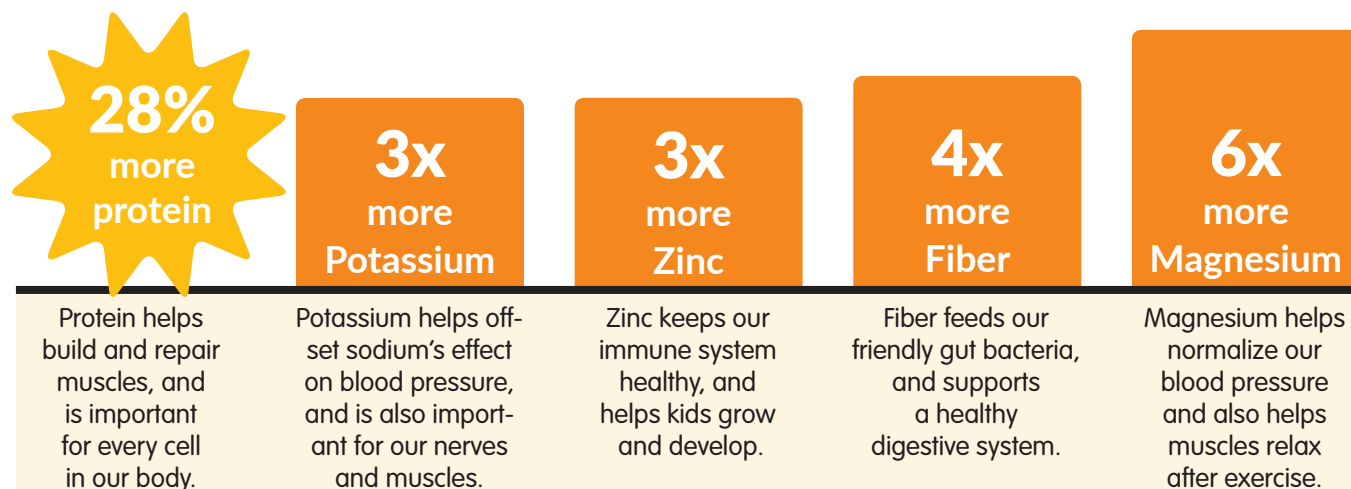 28%
more
protein
3x
more
Potassium
3x
more
Zinc
4x
more
Fiber
6x
more
Magnesium
Protein helps
build and repair
muscles, and
is important
for every cell
in our body.
Potassium helps off-
set sodium's effect
on blood pressure,
and is also import-
ant for our nerves
and muscles.
Zinc keeps our
immune system
healthy, and
helps kids grow
and develop.
Fiber feeds our
friendly gut bacteria,
and supports
a healthy
digestive system.
Magnesium helps
normalize our
blood pressure
and also helps
muscles relax
after exercise.